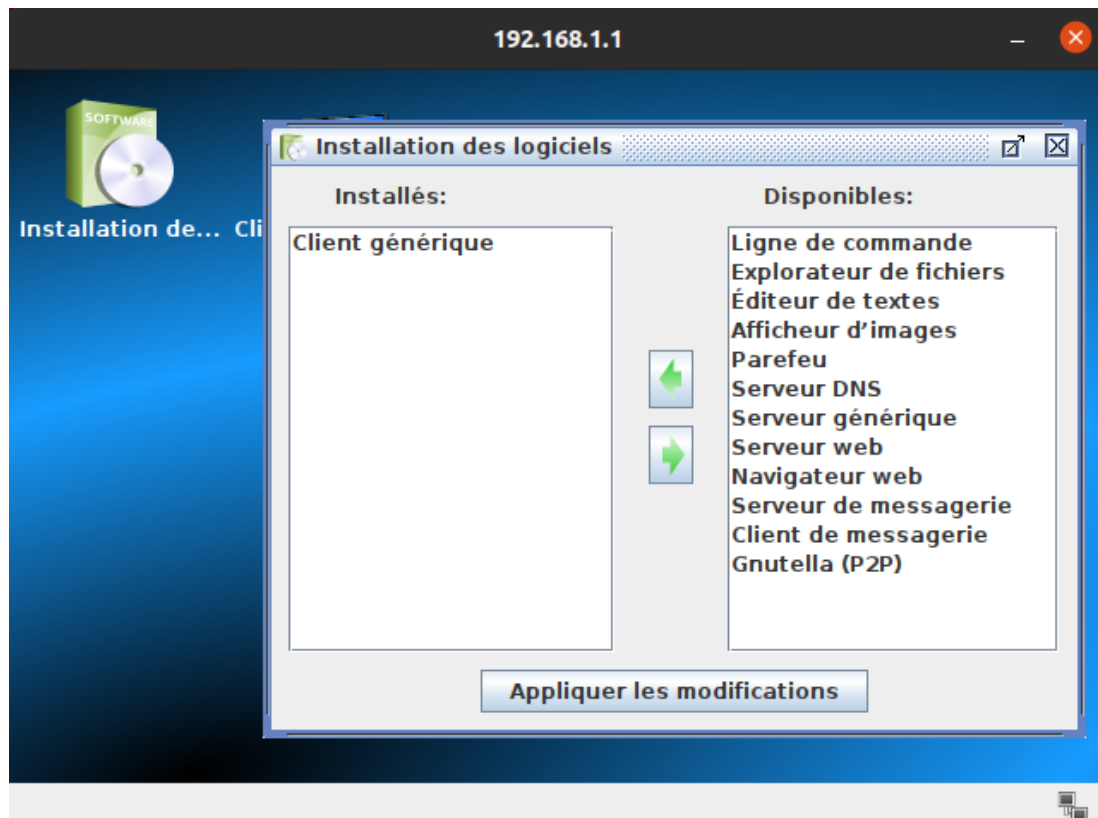 192.168.1.1
SOFTWARE
Installation de... Cli
Installation des logiciels
Installés:
Client générique
Disponibles:
Ligne de commande
Explorateur de fichiers
Éditeur de textes
Afficheur d’images
Parefeu
Serveur DNS
Serveur générique
Serveur web
Navigateur web
Serveur de messagerie
Client de messagerie
Gnutella (P2P)
Appliquer les modifications